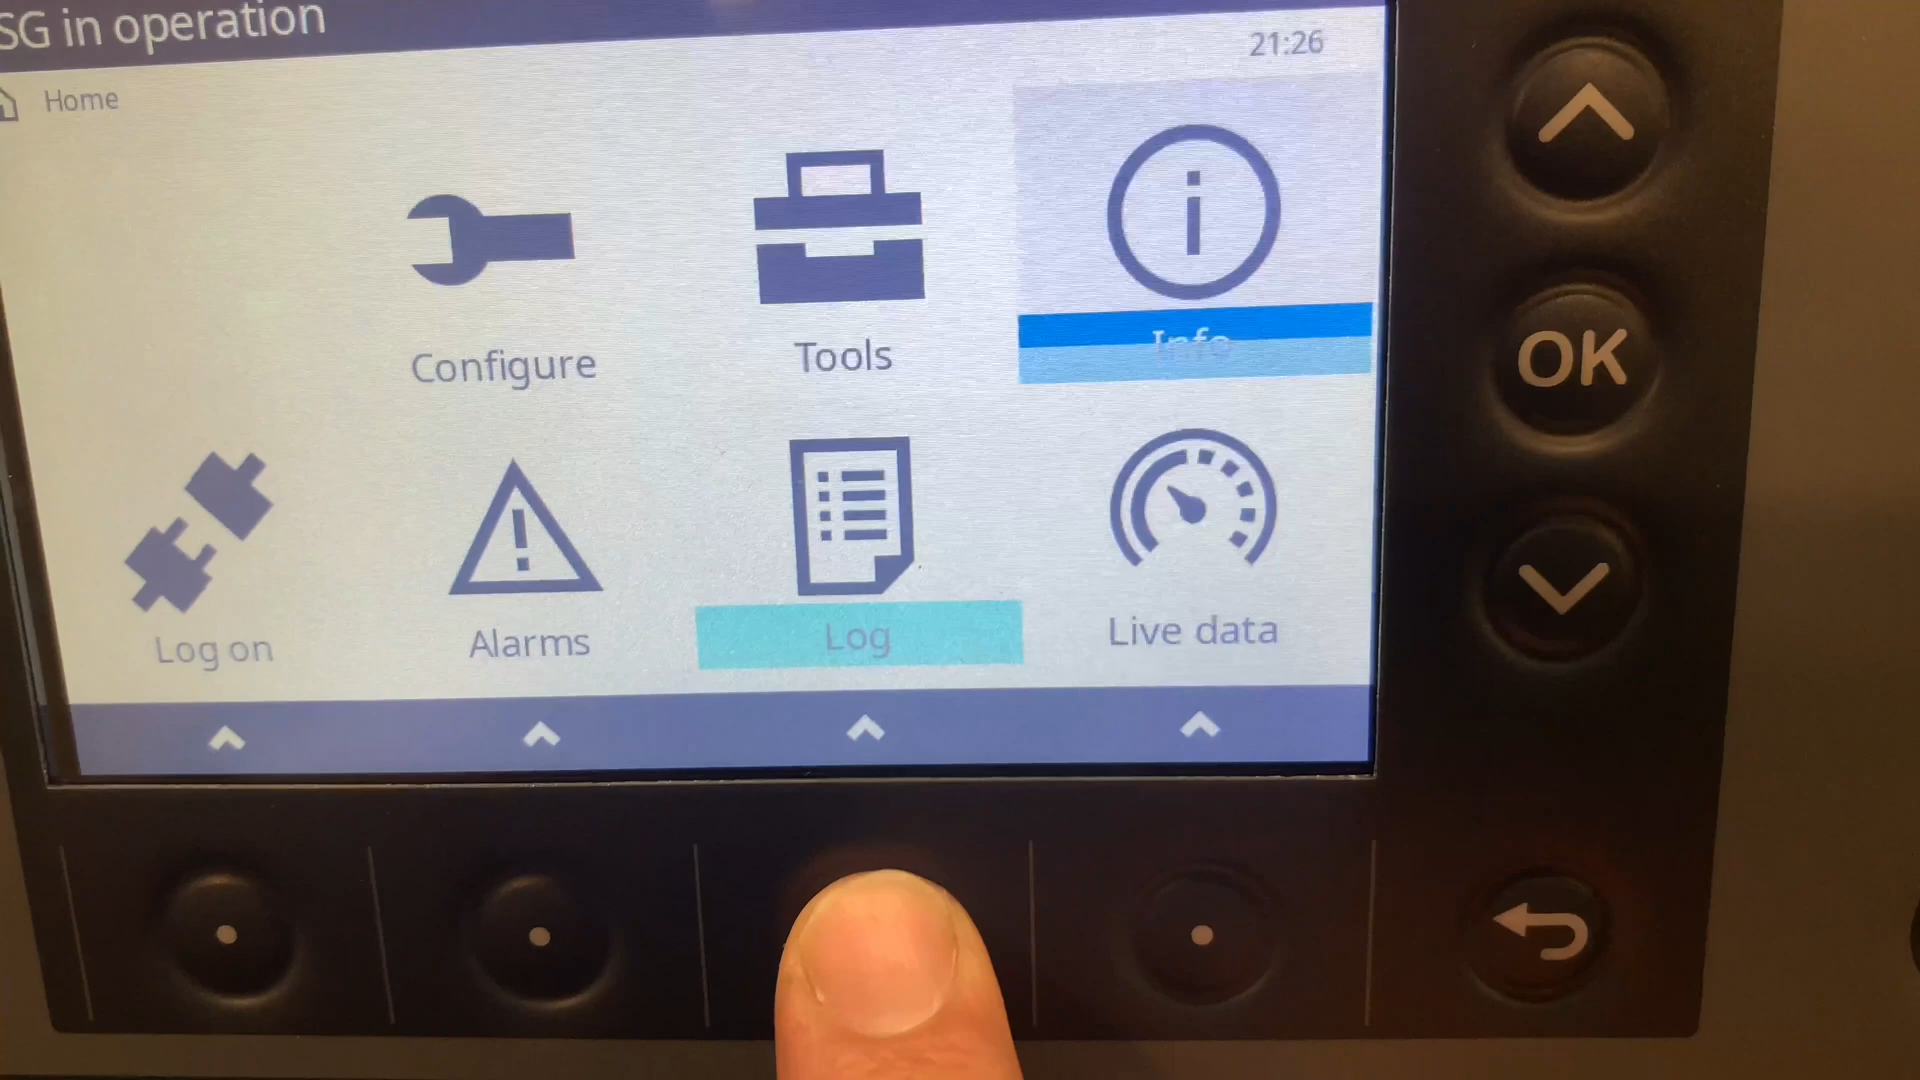 SG in operation
21:26
Home
Configure
Tools
Info
Log on
Alarms
Log
Live data
OK